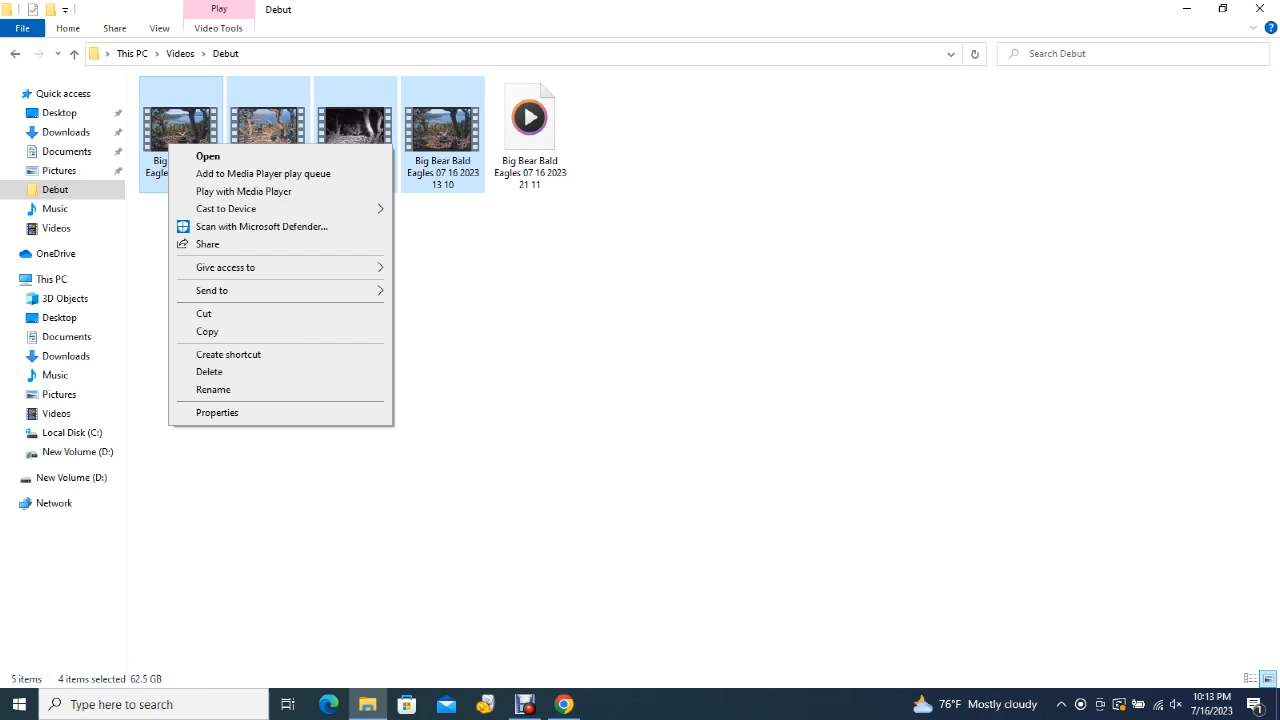 Play
Debut
File
Home
Share
View
Video Tools
This PC
Videos
Debut
Search Debut
Quick access
Desktop
Downloads
Documents
Pictures
Debut
Music
Videos
OneDrive
This PC
3D Objects
Desktop
Documents
Downloads
Music
Pictures
Videos
Local Disk (C:)
New Volume (D:)
New Volume (D:)
Network
Big
Eagles
Big Bear Bald
Eagles 07 16 2023
13 10
Big Bear Bald
Eagles 07 16 2023
21 11
Open
Add to Media Player play queue
Play with Media Player
Cast to Device
Scan with Microsoft Defender...
Share
Give access to
Send to
Cut
Copy
Create shortcut
Delete
Rename
Properties
5 items
4 items selected 62.5 GB
Type here to search
76°F Mostly cloudy
10:13 PM
7/16/2023
1